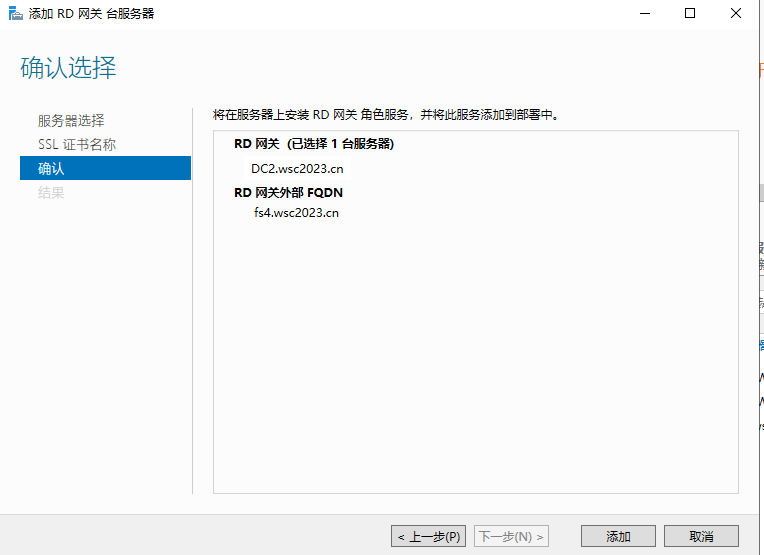 添加 RD 网关 台服务器
确认选择
服务器选择
SSL 证书名称
确认
结果
将在服务器上安装 RD 网关 角色服务，并将此服务添加到部署中。
RD 网关 (已选择 1 台服务器)
DC2.wsc2023.cn
RD 网关外部 FQDN
fs4.wsc2023.cn
< 上一步(P)
下一步(N) >
添加
取消